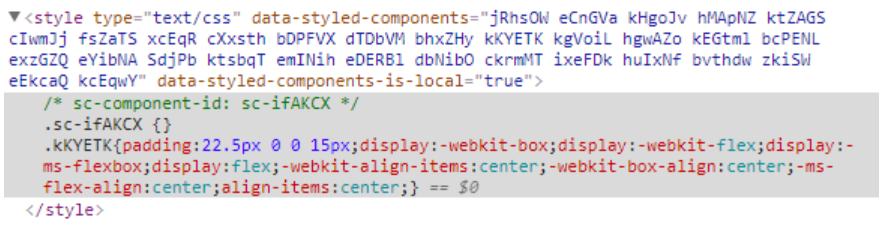 ▼<style type="text/css" data-styled-components="jRhsOW eCnGVa kHgoJv hMApNZ ktZAGS
cIwmJj fsZaTS xcEqR cXxsth bDPFVX dTDbVM bhxZHy kKYETK kgVoiL hgwAZo kEGtml bcPENL
exzGZQ eYibNA SdjPb ktsbqT emINih eDERBl dbNibO ckrmMT ixeFDk huIxNf bvthdw zkiSW
eEkcaQ kcEqwY" data-styled-components-is-local="true">
/* sc-component-id: sc-ifAKCX */
.sc-ifAKCX {}
.kKYETK{padding:22.5px 0 0 15px;display:-webkit-box;display:-webkit-flex;display:-
ms-flexbox;display:flex;-webkit-align-items:center;-webkit-box-align:center;-ms-
flex-align:center;align-items:center;} == $0
</style>